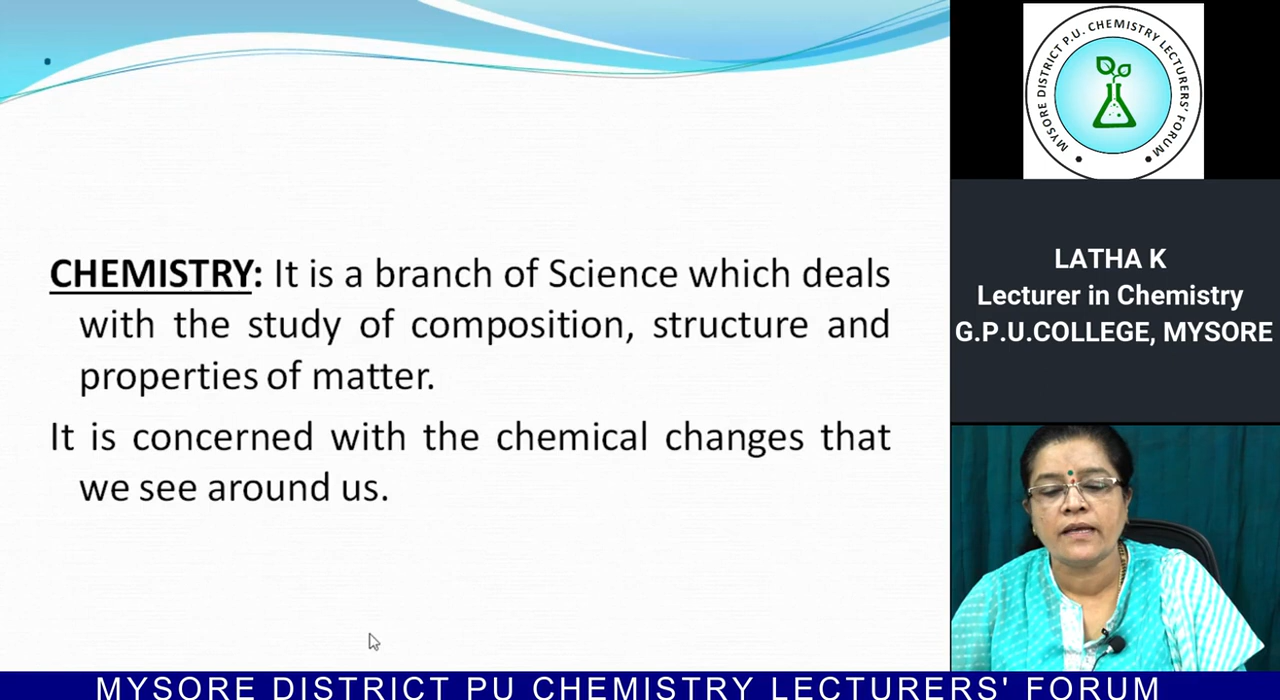 CHEMISTRY: It is a branch of Science which deals
with the study of composition, structure and
properties of matter.
It is concerned with the chemical changes that
we see around us.
MYSORE DISTRICT P.U. CHEMISTRY LECTURERS' FORUM
LATHA K
Lecturer in Chemistry
G.P.U.COLLEGE, MYSORE
MYSORE DISTRICT PU CHEMISTRY LECTURERS' FORUM